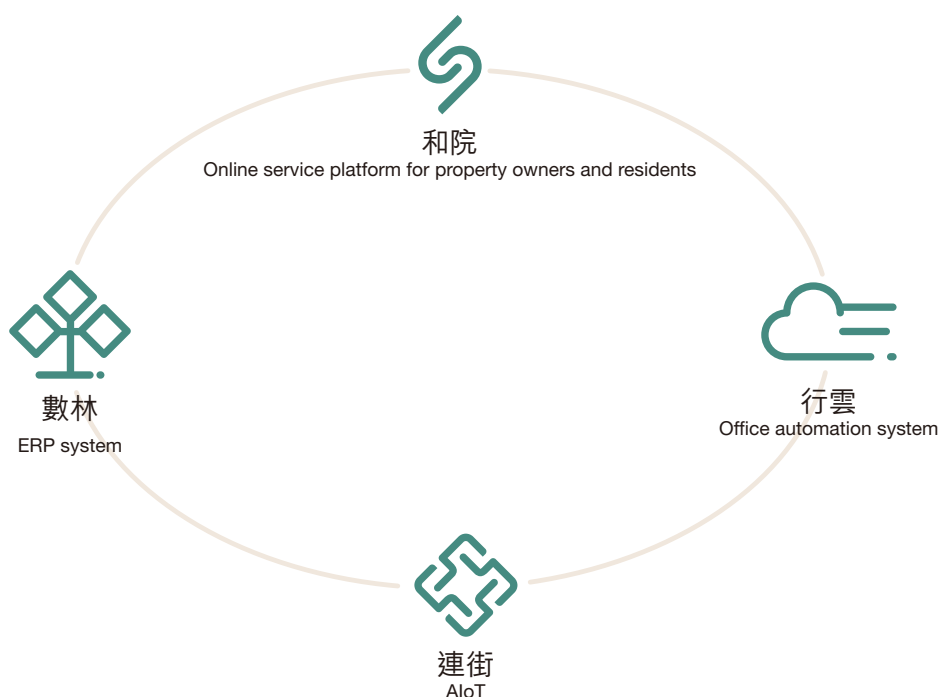 和院
Online service platform for property owners and residents
數林
ERP system
行雲
Office automation system
連街
AIoT